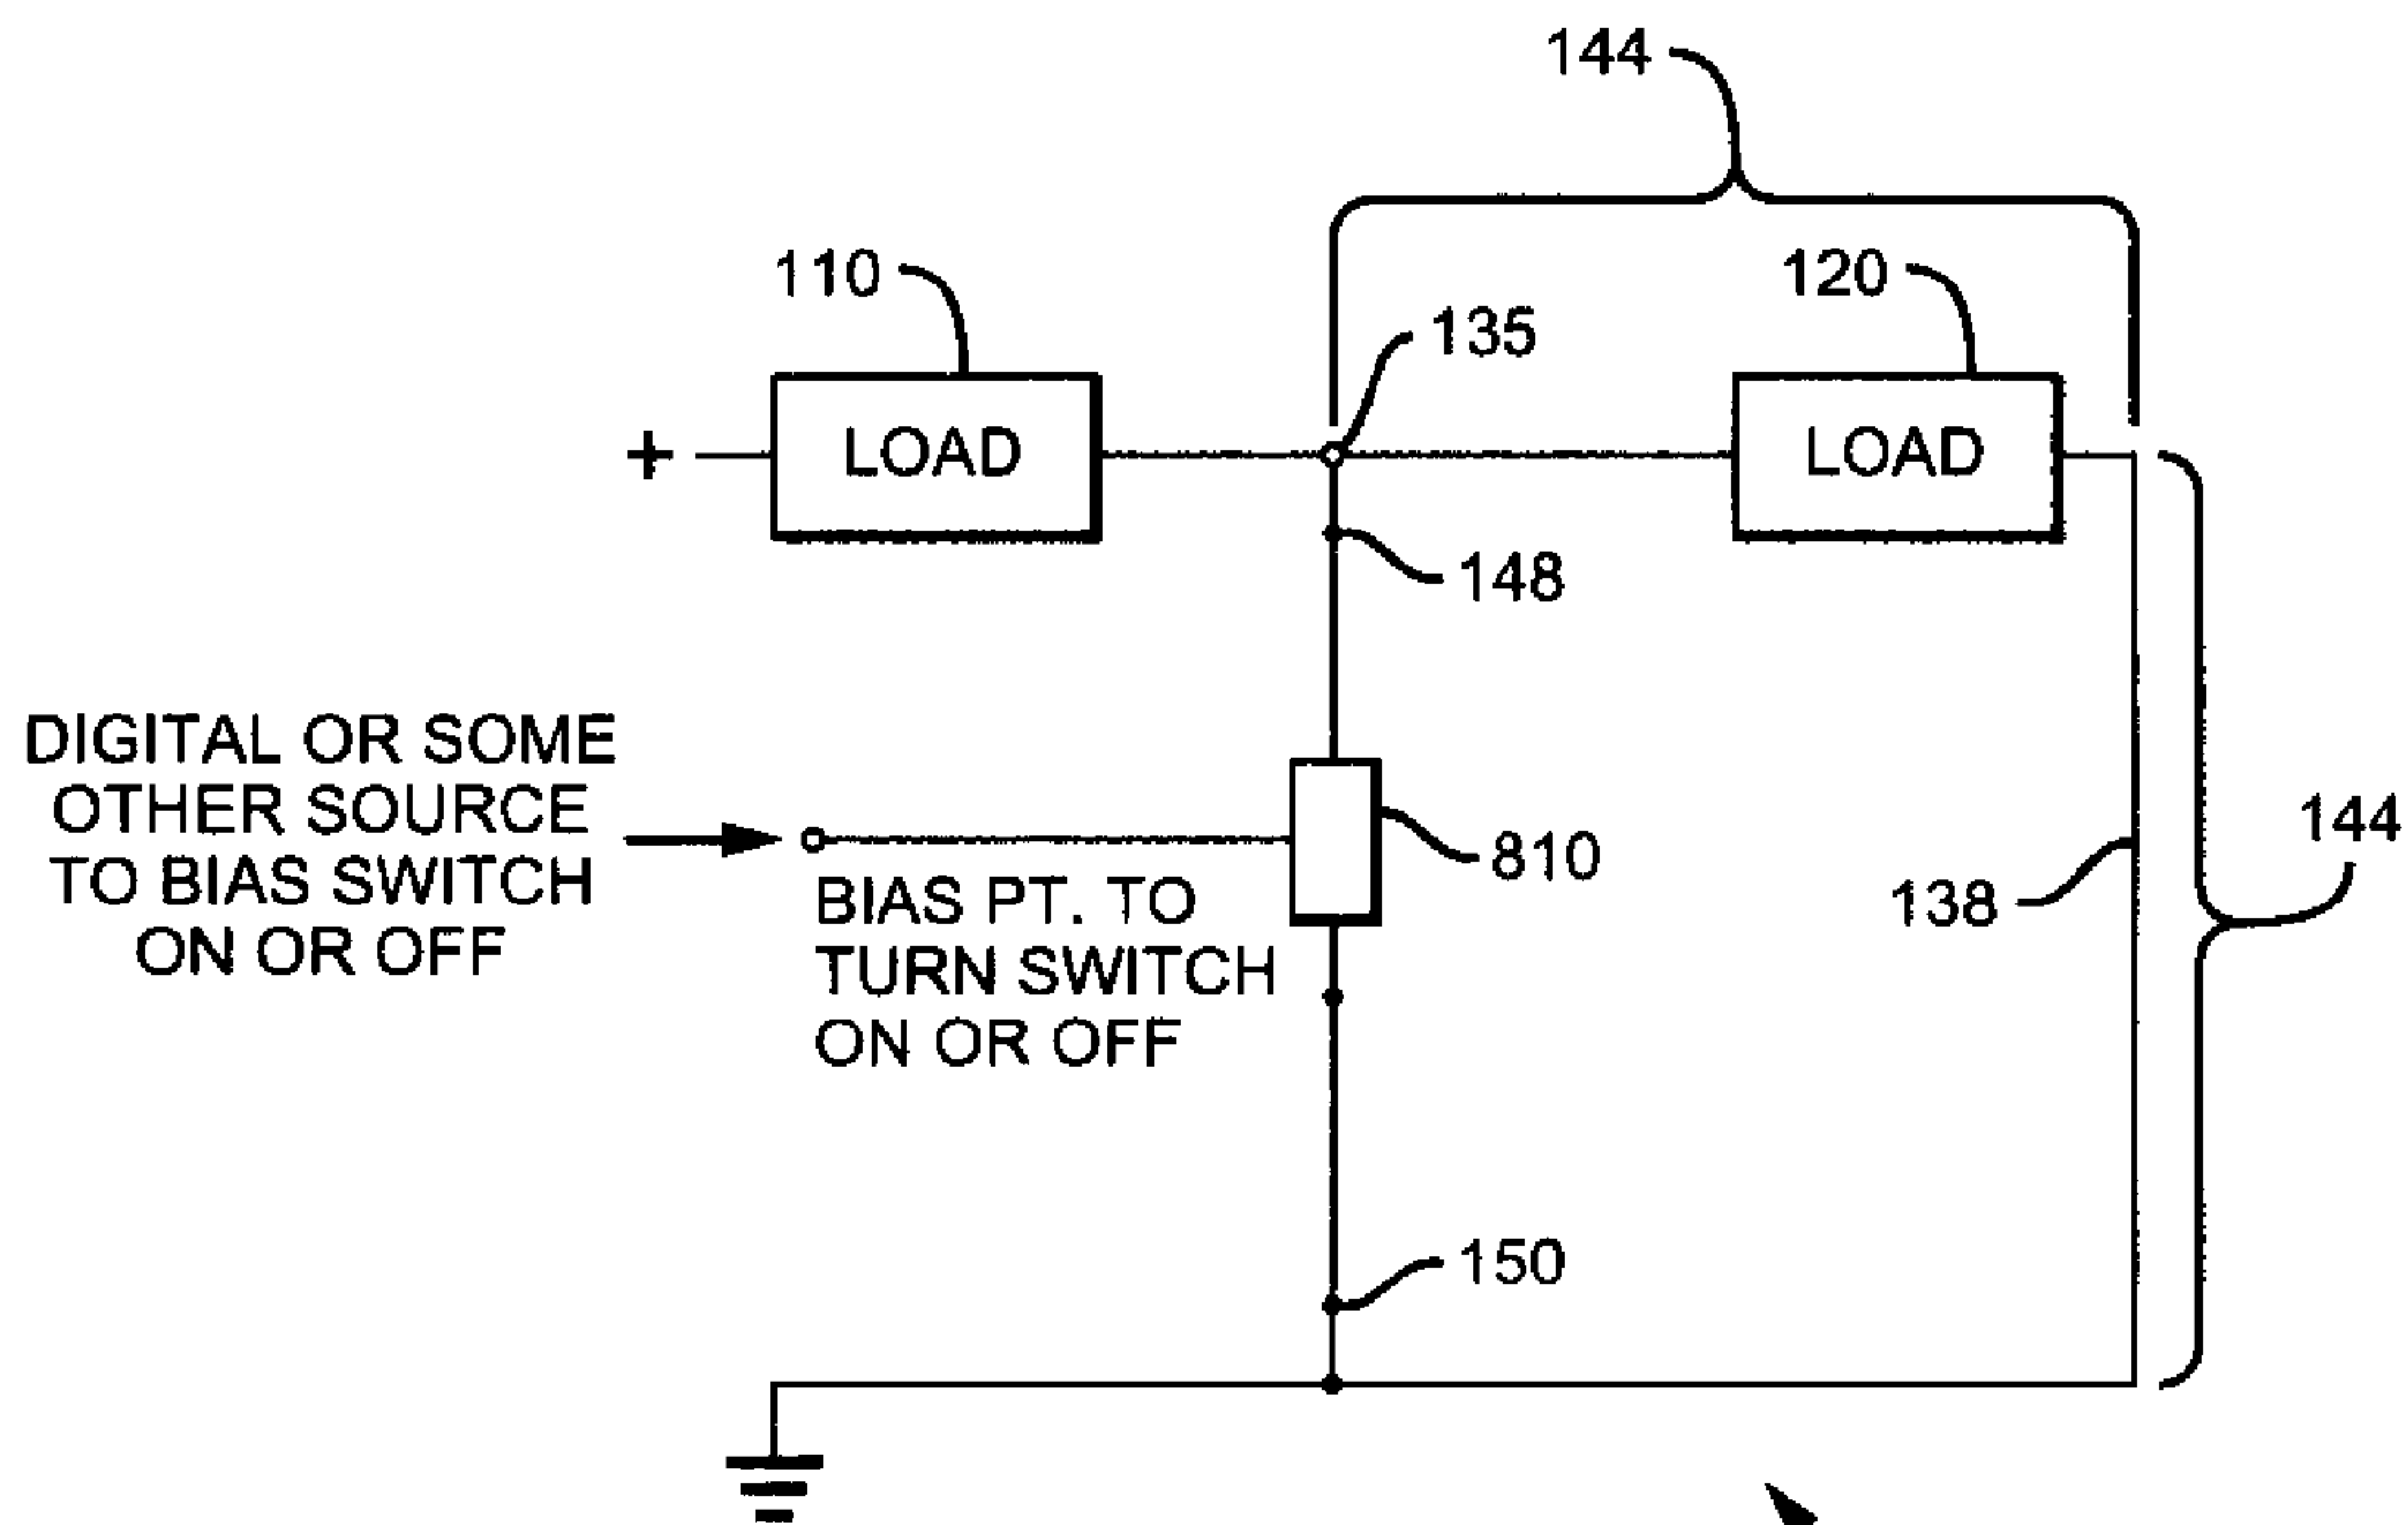 144
110
120
135
+
LOAD
LOAD
148
DIGITAL OR SOME
OTHER SOURCE
TO BIAS SWITCH
ON OR OFF
BIAS PT. TO
TURN SWITCH
ON OR OFF
810
138
144
150